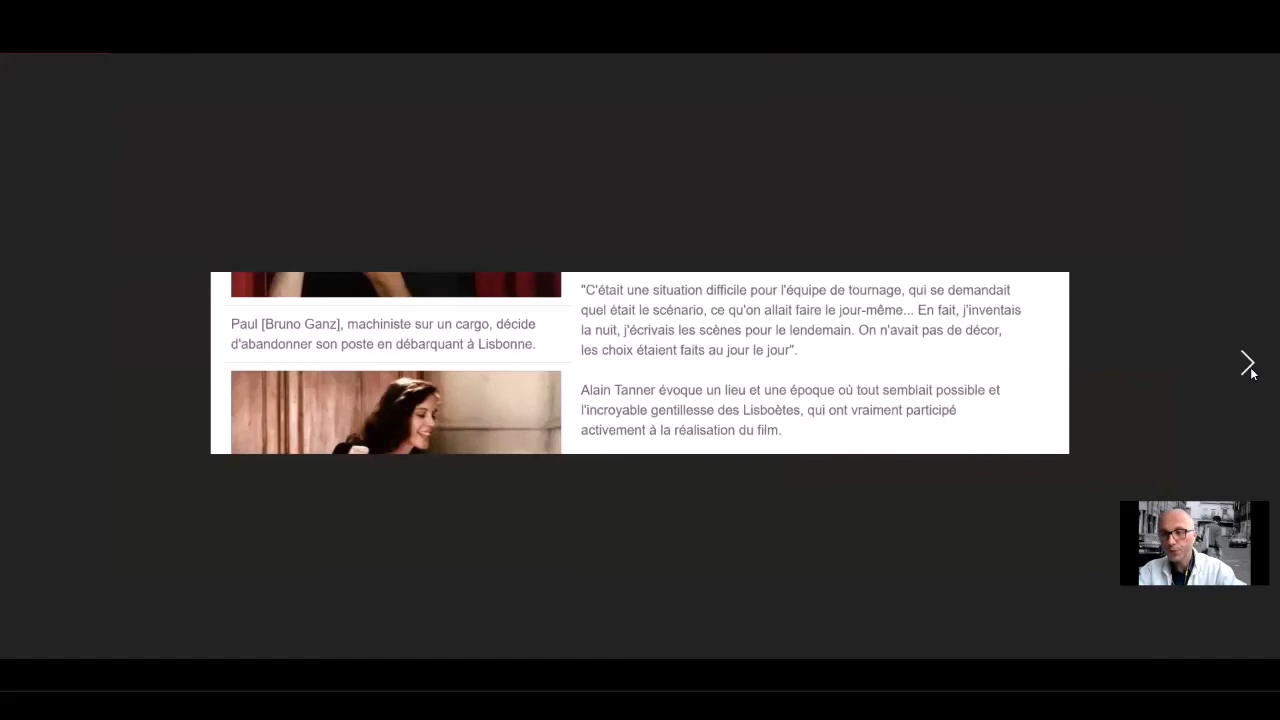 Paul [Bruno Ganz], machiniste sur un cargo, décide
d'abandonner son poste en débarquant à Lisbonne.
"C'était une situation difficile pour l'équipe de tournage, qui se demandait
quel était le scénario, ce qu'on allait faire le jour-même... En fait, j'inventais
la nuit, j'écrivais les scènes pour le lendemain. On n'avait pas de décor,
les choix étaient faits au jour le jour".
Alain Tanner évoque un lieu et une époque où tout semblait possible et
l'incroyable gentillesse des Lisboètes, qui ont vraiment participé
activement à la réalisation du film.